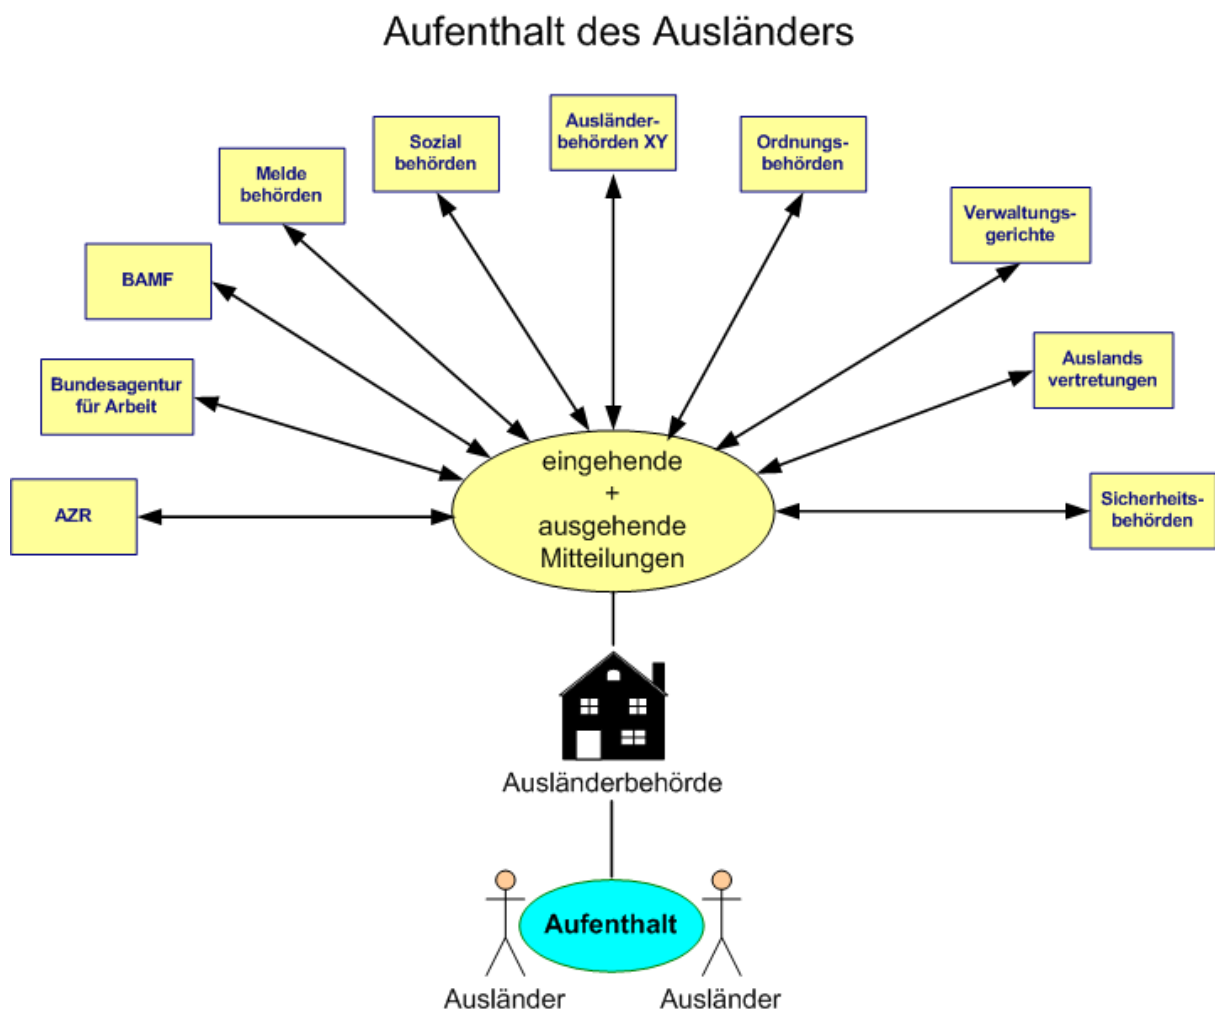 Aufenthalt des Ausländers
Ausländer-
behörden XY
Sozial
behörden
Ordnungs-
behörden
Melde
behörden
Verwaltungs-
gerichte
BAMF
Auslands
vertretungen
Bundesagentur
für Arbeit
Sicherheits-
behörden
AZR
eingehende
+
ausgehende
Mitteilungen
Ausländerbehörde
Aufenthalt
Ausländer
Ausländer